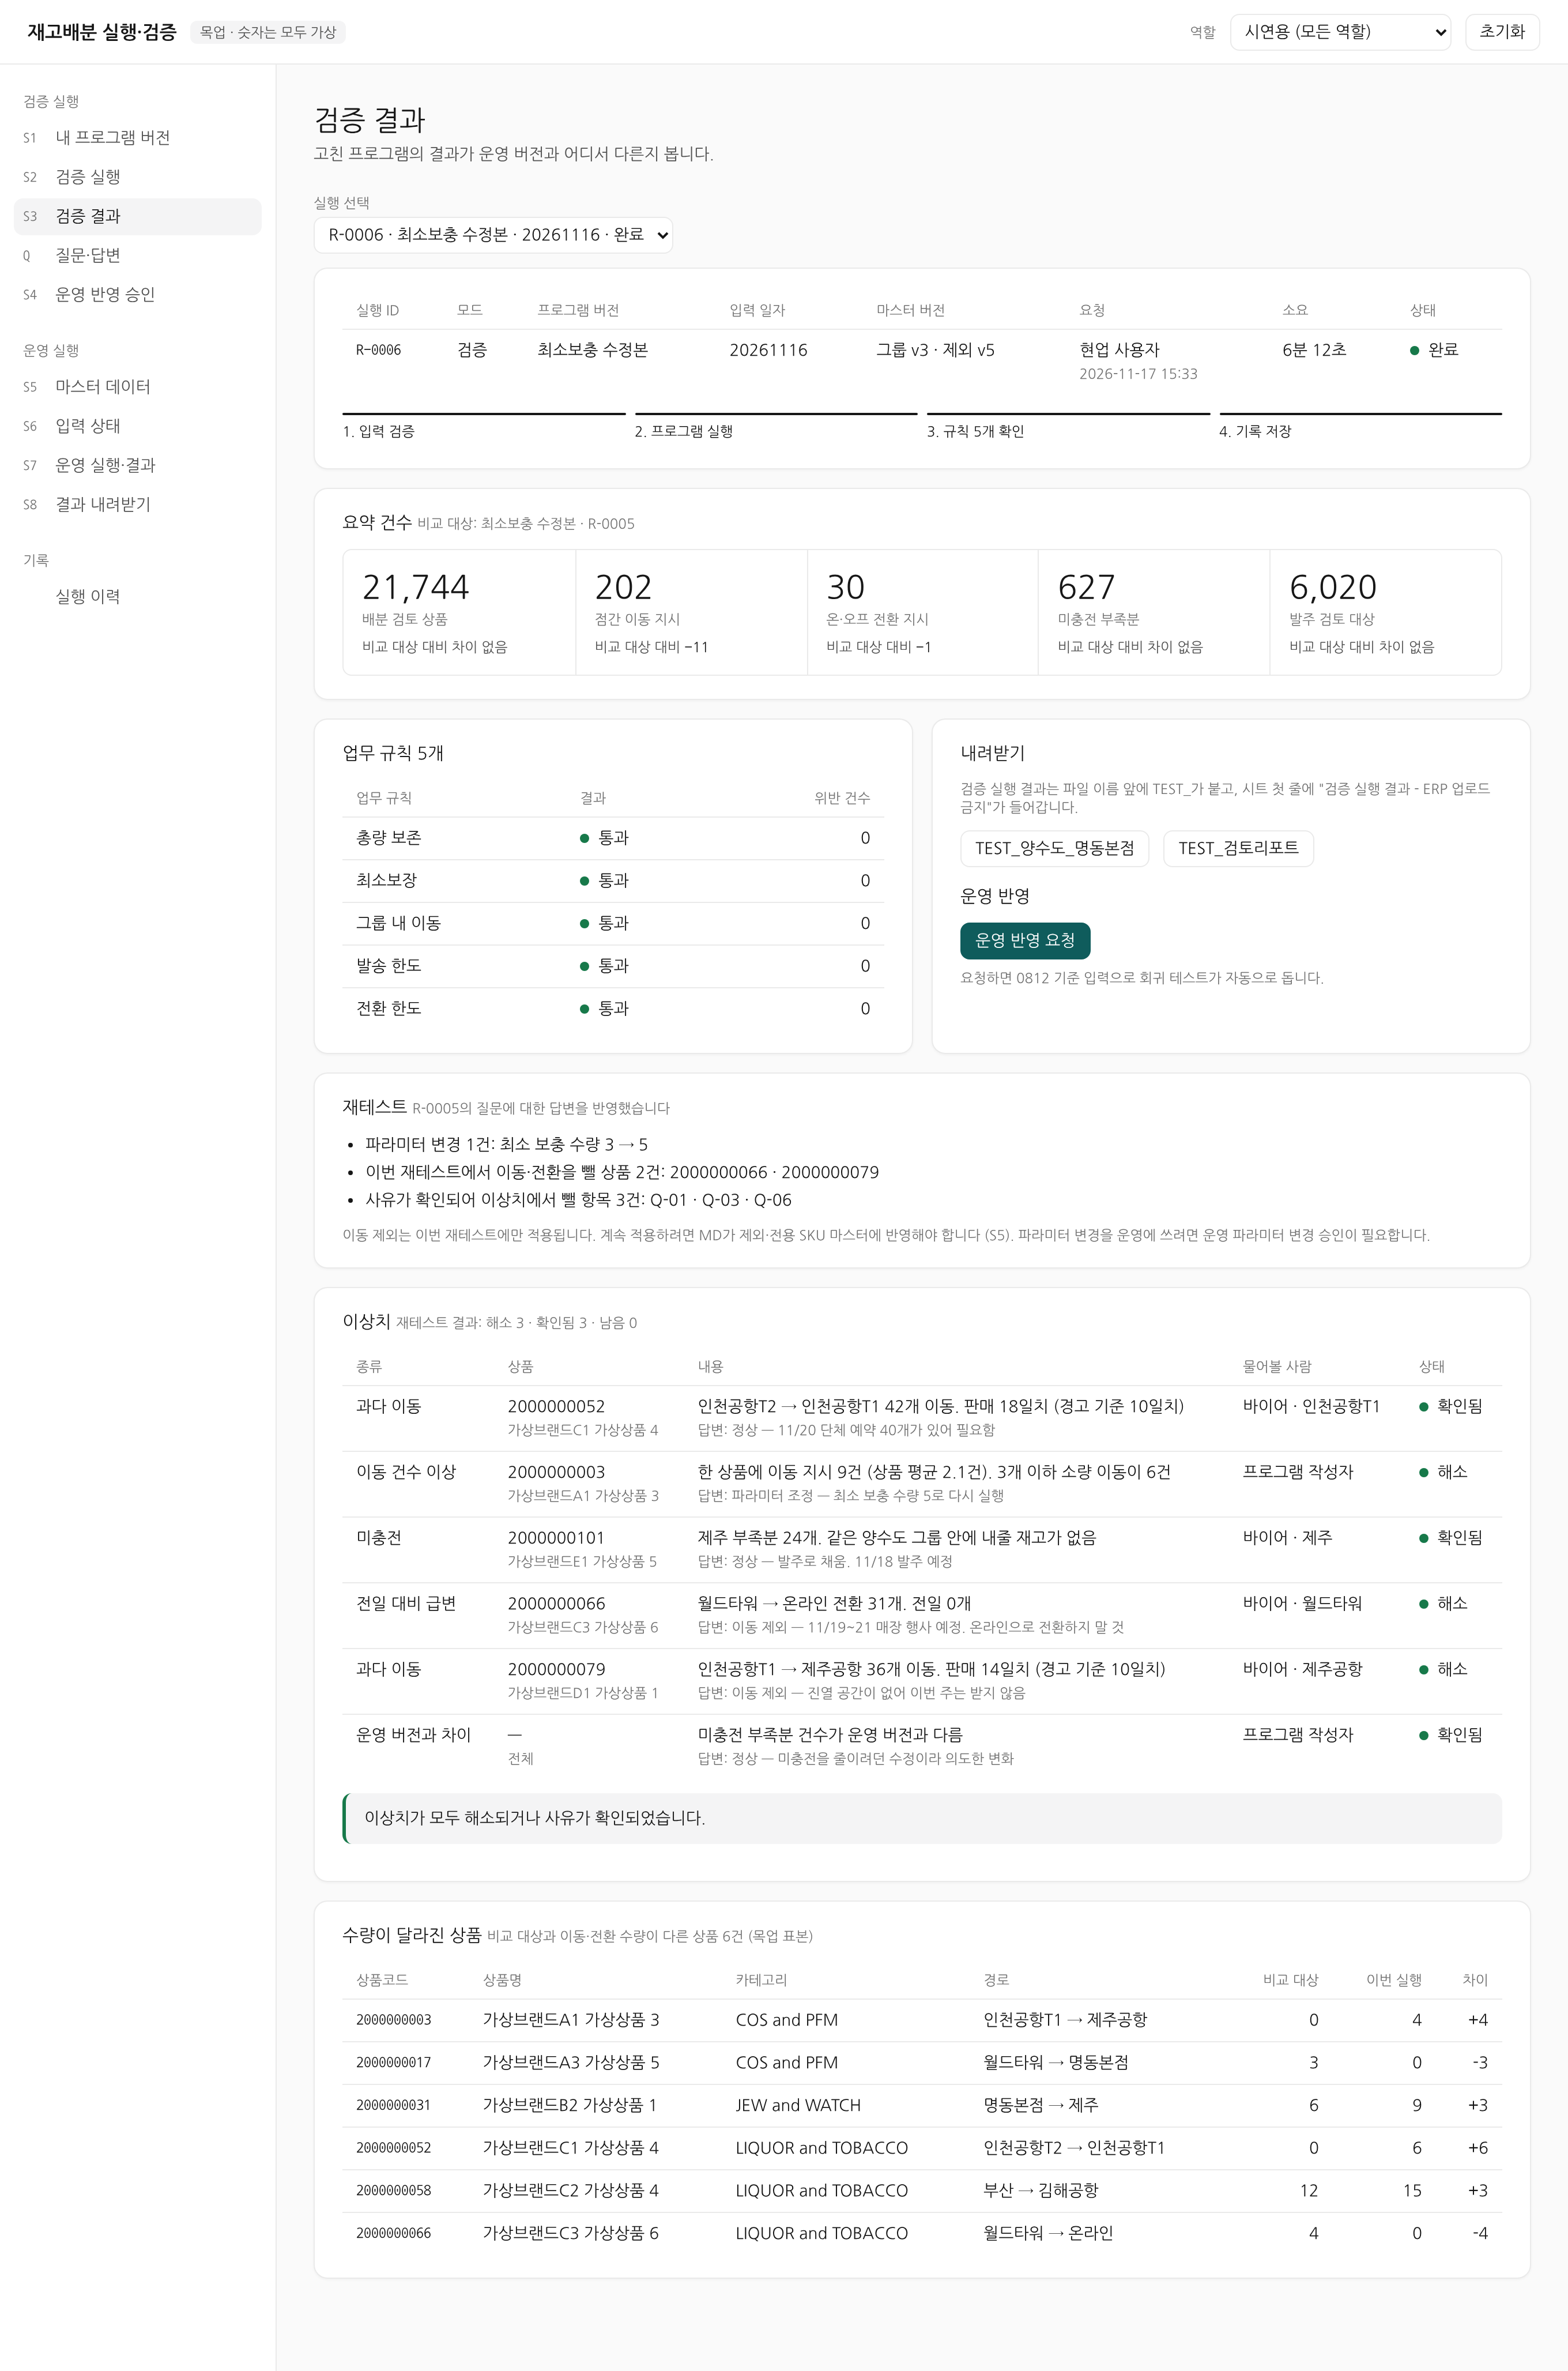 재고배분 실행·검증 목업 · 숫자는 모두 가상 역할 시연용 (모든 역할) 초기화
검증 실행
S1 내 프로그램 버전
S2 검증 실행
S3 검증 결과
Q 질문·답변
S4 운영 반영 승인
운영 실행
S5 마스터 데이터
S6 입력 상태
S7 운영 실행·결과
S8 결과 내려받기
기록
실행 이력
검증 결과
고친 프로그램의 결과가 운영 버전과 어디서 다른지 봅니다.
실행 선택
R-0006 · 최소보충 수정본 · 20261116 · 완료
실행 ID 모드 프로그램 버전 입력 일자 마스터 버전 요청 소요 상태
R-0006 검증 최소보충 수정본 20261116 그룹 v3 · 제외 v5 현업 사용자 6분 12초 완료
2026-11-17 15:33
1. 입력 검증 2. 프로그램 실행 3. 규칙 5개 확인 4. 기록 저장
요약 건수 비교 대상: 최소보충 수정본 · R-0005
21,744 202 30 627 6,020
배분 검토 상품 점간 이동 지시 온·오프 전환 지시 미충전 부족분 발주 검토 대상
비교 대상 대비 차이 없음 비교 대상 대비 −11 비교 대상 대비 −1 비교 대상 대비 차이 없음 비교 대상 대비 차이 없음
업무 규칙 5개
업무 규칙 결과 위반 건수
총량 보존 통과 0
최소보장 통과 0
그룹 내 이동 통과 0
발송 한도 통과 0
전환 한도 통과 0
내려받기
검증 실행 결과는 파일 이름 앞에 TEST_가 붙고, 시트 첫 줄에 "검증 실행 결과 - ERP 업로드
금지"가 들어갑니다.
TEST_양수도_명동본점 TEST_검토리포트
운영 반영
운영 반영 요청
요청하면 0812 기준 입력으로 회귀 테스트가 자동으로 돕니다.
재테스트 R-0005의 질문에 대한 답변을 반영했습니다
• 파라미터 변경 1건: 최소 보충 수량 3 → 5
• 이번 재테스트에서 이동·전환을 뺄 상품 2건: 2000000066 · 2000000079
• 사유가 확인되어 이상치에서 뺄 항목 3건: Q-01 · Q-03 · Q-06
이동 제외는 이번 재테스트에만 적용됩니다. 계속 적용하려면 MD가 제외·전용 SKU 마스터에 반영해야 합니다 (S5). 파라미터 변경을 운영에 쓰려면 운영 파라미터 변경 승인이 필요합니다.
이상치 재테스트 결과: 해소 3 · 확인됨 3 · 남음 0
종류 상품 내용 물어볼 사람 상태
과다 이동 2000000052 인천공항T2 → 인천공항T1 42개 이동. 판매 18일치 (경고 기준 10일치) 바이어 · 인천공항T1 확인됨
가상브랜드C1 가상상품 4 답변: 정상 — 11/20 단체 예약 40개가 있어 필요함
이동 건수 이상 2000000003 한 상품에 이동 지시 9건 (상품 평균 2.1건). 3개 이하 소량 이동이 6건 프로그램 작성자 해소
가상브랜드A1 가상상품 3 답변: 파라미터 조정 — 최소 보충 수량 5로 다시 실행
미충전 2000000101 제주 부족분 24개. 같은 양수도 그룹 안에 내줄 재고가 없음 바이어 · 제주 확인됨
가상브랜드E1 가상상품 5 답변: 정상 — 발주로 채움. 11/18 발주 예정
전일 대비 급변 2000000066 월드타워 → 온라인 전환 31개. 전일 0개 바이어 · 월드타워 해소
가상브랜드C3 가상상품 6 답변: 이동 제외 — 11/19~21 매장 행사 예정. 온라인으로 전환하지 말 것
과다 이동 2000000079 인천공항T1 → 제주공항 36개 이동. 판매 14일치 (경고 기준 10일치) 바이어 · 제주공항 해소
가상브랜드D1 가상상품 1 답변: 이동 제외 — 진열 공간이 없어 이번 주는 받지 않음
운영 버전과 차이 — 미충전 부족분 건수가 운영 버전과 다름 프로그램 작성자 확인됨
전체 답변: 정상 — 미충전을 줄이려던 수정이라 의도한 변화
이상치가 모두 해소되거나 사유가 확인되었습니다.
수량이 달라진 상품 비교 대상과 이동·전환 수량이 다른 상품 6건 (목업 표본)
상품코드 상품명 카테고리 경로 비교 대상 이번 실행 차이
2000000003 가상브랜드A1 가상상품 3 COS and PFM 인천공항T1 → 제주공항 0 4 +4
2000000017 가상브랜드A3 가상상품 5 COS and PFM 월드타워 → 명동본점 3 0 -3
2000000031 가상브랜드B2 가상상품 1 JEW and WATCH 명동본점 → 제주 6 9 +3
2000000052 가상브랜드C1 가상상품 4 LIQUOR and TOBACCO 인천공항T2 → 인천공항T1 0 6 +6
2000000058 가상브랜드C2 가상상품 4 LIQUOR and TOBACCO 부산 → 김해공항 12 15 +3
2000000066 가상브랜드C3 가상상품 6 LIQUOR and TOBACCO 월드타워 → 온라인 4 0 -4